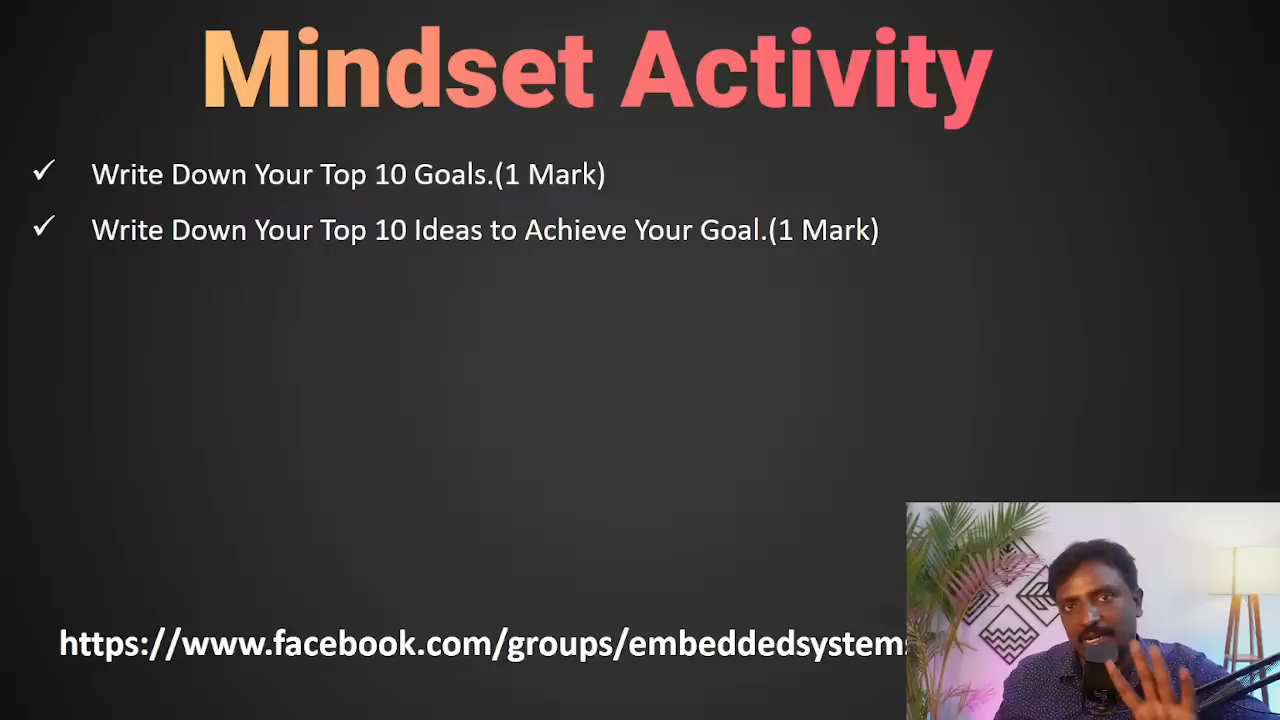 Mindset Activity
✓ Write Down Your Top 10 Goals.(1 Mark)
✓ Write Down Your Top 10 Ideas to Achieve Your Goal.(1 Mark)
https://www.facebook.com/groups/embeddedsystems